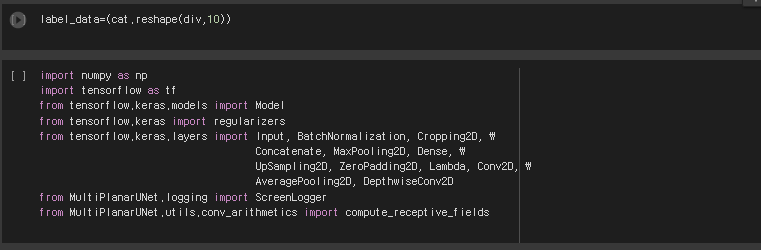 label_data=(cat.reshape(div,10))
[ ] import numpy as np
import tensorflow as tf
from tensorflow.keras.models import Model
from tensorflow.keras import regularizers
from tensorflow.keras.layers import Input, BatchNormalization, Cropping2D, ₩
Concatenate, MaxPooling2D, Dense, ₩
UpSampling2D, ZeroPadding2D, Lambda, Conv2D, ₩
AveragePooling2D, DepthwiseConv2D
from MultiPlanarUNet.logging import ScreenLogger
from MultiPlanarUNet.utils.conv_arithmetics import compute_receptive_fields